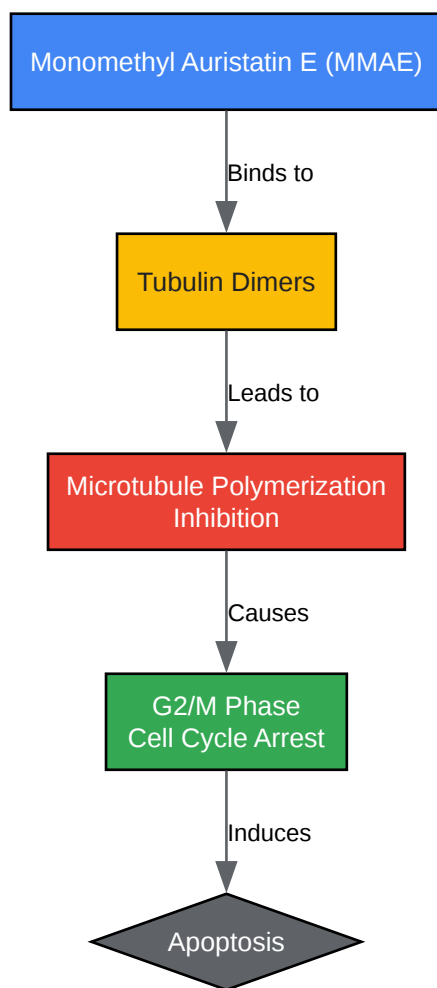 Monomethyl Auristatin E (MMAE)
Binds to
Tubulin Dimers
Leads to
Microtubule Polymerization
Inhibition
Causes
G2/M Phase
Cell Cycle Arrest
Induces
Apoptosis